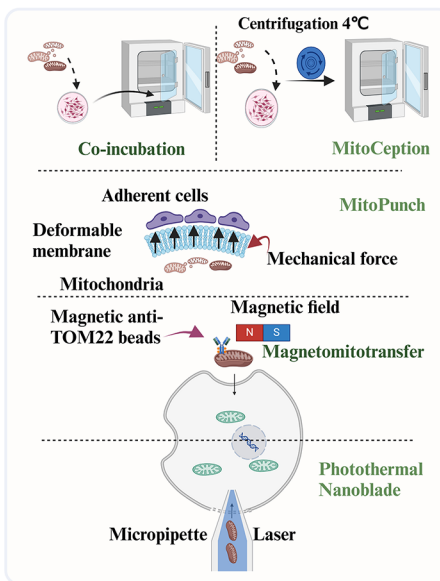 Centrifugation 4℃
Co-incubation
MitoCeption
MitoPunch
Adherent cells
Deformable
membrane
Mechanical force
Mitochondria
Magnetic field
Magnetic anti-
TOM22 beads
N S
Magnetomitotransfer
Photothermal
Nanoblade
Micropipette
Laser